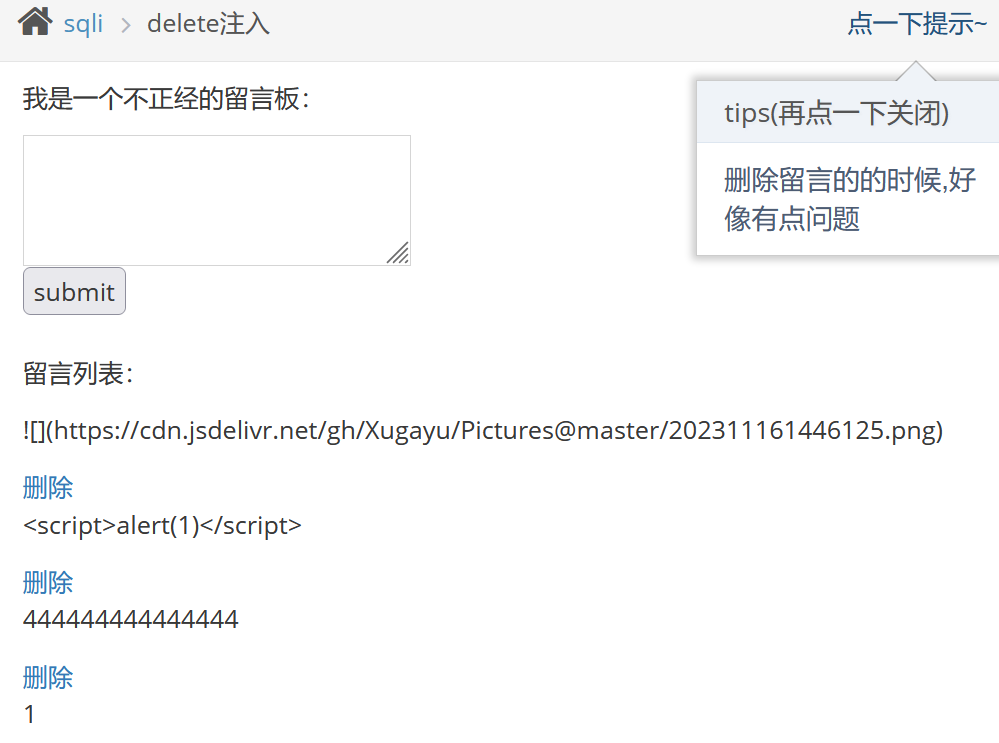 sqli > delete注入 点一下提示~
我是一个不正经的留言板：
tips(再点一下关闭)
删除留言的的时候,好
像有点问题
submit
留言列表：
![](https://cdn.jsdelivr.net/gh/Xugayu/Pictures@master/202311161446125.png)
删除
<script>alert(1)</script>
删除
444444444444444
删除
1